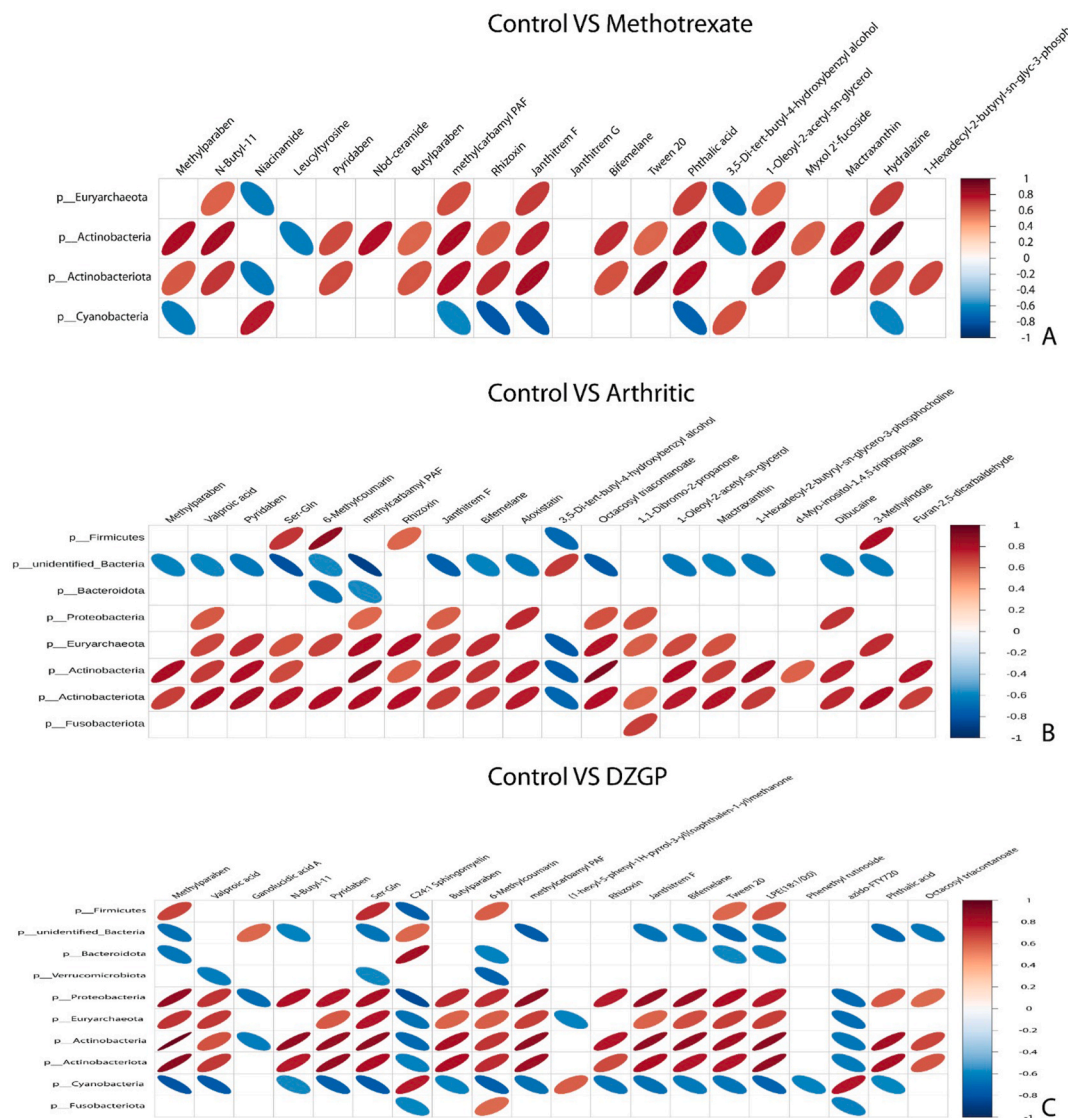 Control VS Methotrexate
Methylparaben
N-Butyl-11
Niacinamide
Leucyltyrosine
Pyridaben
Nbd-ceramide
Butylparaben
methylcarbamyl PAF
Rhizoxin
Janthitrem F
Janthitrem G
Bifemelane
Tween 20
Phthalic acid
3,5-Di-tert-butyl-4-hydroxybenzyl alcohol
1-Oleoyl-2-acetyl-sn-glycerol
Myxol 2'-fucoside
Mactraxanthin
Hydralazine
1-Hexadecyl-2-butyryl-sn-glyc-3-phosph
p__Euryarchaeota
p__Actinobacteria
p__Actinobacteriota
p__Cyanobacteria
1
0.8
0.6
0.4
0.2
0
-0.2
-0.4
-0.6
-0.8
-1
A
Control VS Arthritic
Methylparaben
Valproic acid
Pyridaben
Ser-Gln
6-Methylcoumarin
methylcarbamyl PAF
Rhizoxin
Janthitrem F
Bifemelane
Aloxistatin
3,5-Di-tert-butyl-4-hydroxybenzyl alcohol
Octacosyl triacontanoate
1,1-Dibromo-2-propanone
1-Oleoyl-2-acetyl-sn-glycerol
Mactraxanthin
1-Hexadecyl-2-butyryl-sn-glycero-3-phosphocholine
d-Myo-inositol-1,4,5-triphosphate
Dibucaine
3-Methylindole
Furan-2,5-dicarbaldehyde
p__Firmicutes
p__unidentified_Bacteria
p__Bacteroidota
p__Proteobacteria
p__Euryarchaeota
p__Actinobacteria
p__Actinobacteriota
p__Fusobacteriota
1
0.8
0.6
0.4
0.2
0
-0.2
-0.4
-0.6
-0.8
-1
B
Control VS DZGP
Methylparaben
Valproic acid
Ganolucidic acid A
N-Butyl-11
Pyridaben
Ser-Gln
C24:1 Sphingomyelin
Butylparaben
6-Methylcoumarin
methylcarbamyl PAF
(1-hexyl-5-phenyl-1H-pyrrol-3-yl)(naphthalen-1-yl)methanone
Rhizoxin
Janthitrem F
Bifemelane
Tween 20
LPE(18:1/0:0)
Phenethyl rutinoside
azido-FTY720
Phthalic acid
Octacosyl triacontanoate
p__Firmicutes
p__unidentified_Bacteria
p__Bacteroidota
p__Verrucomicrobiota
p__Proteobacteria
p__Euryarchaeota
p__Actinobacteria
p__Actinobacteriota
p__Cyanobacteria
p__Fusobacteriota
1
0.8
0.6
0.4
0.2
0
-0.2
-0.4
-0.6
-0.8
-1
C